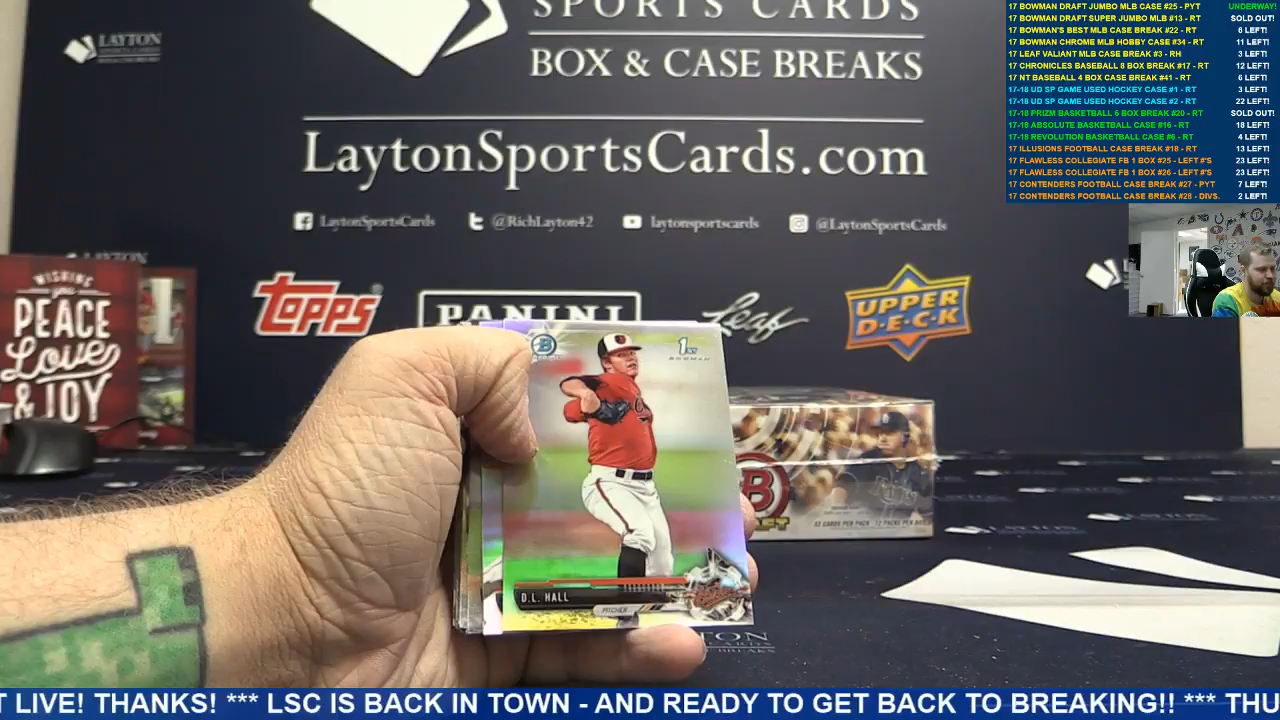 SPORTS CARDS
BOX & CASE BREAKS
LaytonSportsCards.com
LaytonSportsCards
@RichLayton42
laytonsportscards
@LaytonSportsCards
LAYTON
SPORTS CARDS
BOX & CASE BREAKS
topps
PANINI
Leaf
UPPER
D·E·C·K
WISHING
you
PEACE
Love
& JOY
B
1st
BOWMAN
D.L. HALL
PITCHER
B
17 BOWMAN DRAFT JUMBO MLB CASE #25 - PYT UNDERWAY!
17 BOWMAN DRAFT SUPER JUMBO MLB #13 - RT SOLD OUT!
17 BOWMAN'S BEST MLB CASE BREAK #22 - RT 6 LEFT!
17 BOWMAN CHROME MLB HOBBY CASE #34 - RT 11 LEFT!
17 LEAF VALIANT MLB CASE BREAK #3 - RH 3 LEFT!
17 CHRONICLES BASEBALL 8 BOX BREAK #17 - RT 12 LEFT!
17 NT BASEBALL 4 BOX CASE BREAK #41 - RT 6 LEFT!
17-18 UD SP GAME USED HOCKEY CASE #1 - RT 3 LEFT!
17-18 UD SP GAME USED HOCKEY CASE #2 - RT 22 LEFT!
17-18 PRIZM BASKETBALL 6 BOX BREAK #20 - RT SOLD OUT!
17-18 ABSOLUTE BASKETBALL CASE #16 - RT 18 LEFT!
17-18 REVOLUTION BASKETBALL CASE #6 - RT 4 LEFT!
17 ILLUSIONS FOOTBALL CASE BREAK #18 - RT 13 LEFT!
17 FLAWLESS COLLEGIATE FB 1 BOX #25 - LEFT #'S 23 LEFT!
17 FLAWLESS COLLEGIATE FB 1 BOX #26 - LEFT #'S 23 LEFT!
17 CONTENDERS FOOTBALL CASE BREAK #27 - PYT 7 LEFT!
17 CONTENDERS FOOTBALL CASE BREAK #28 - DIVS. 2 LEFT!
T LIVE! THANKS! *** LSC IS BACK IN TOWN - AND READY TO GET BACK TO BREAKING!! *** THU